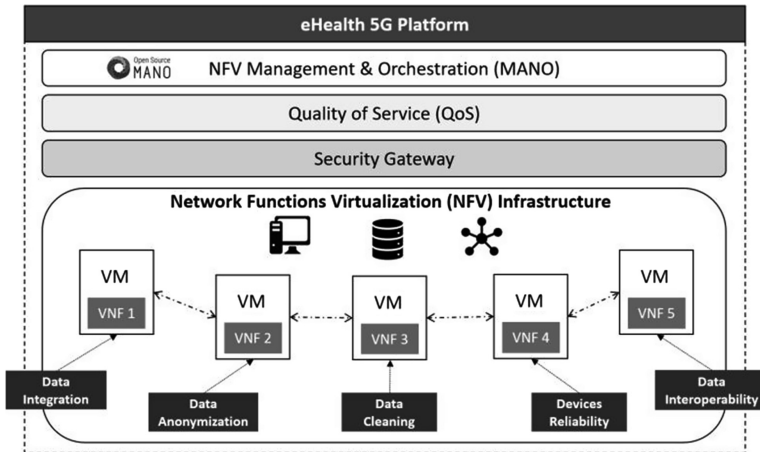 eHealth 5G Platform
Open Source
MANO
NFV Management & Orchestration (MANO)
Quality of Service (QoS)
Security Gateway
Network Functions Virtualization (NFV) Infrastructure
VM
VNF 1
VM
VNF 2
VM
VNF 3
VM
VNF 4
VM
VNF 5
Data
Integration
Data
Anonymization
Data
Cleaning
Devices
Reliability
Data
Interoperability